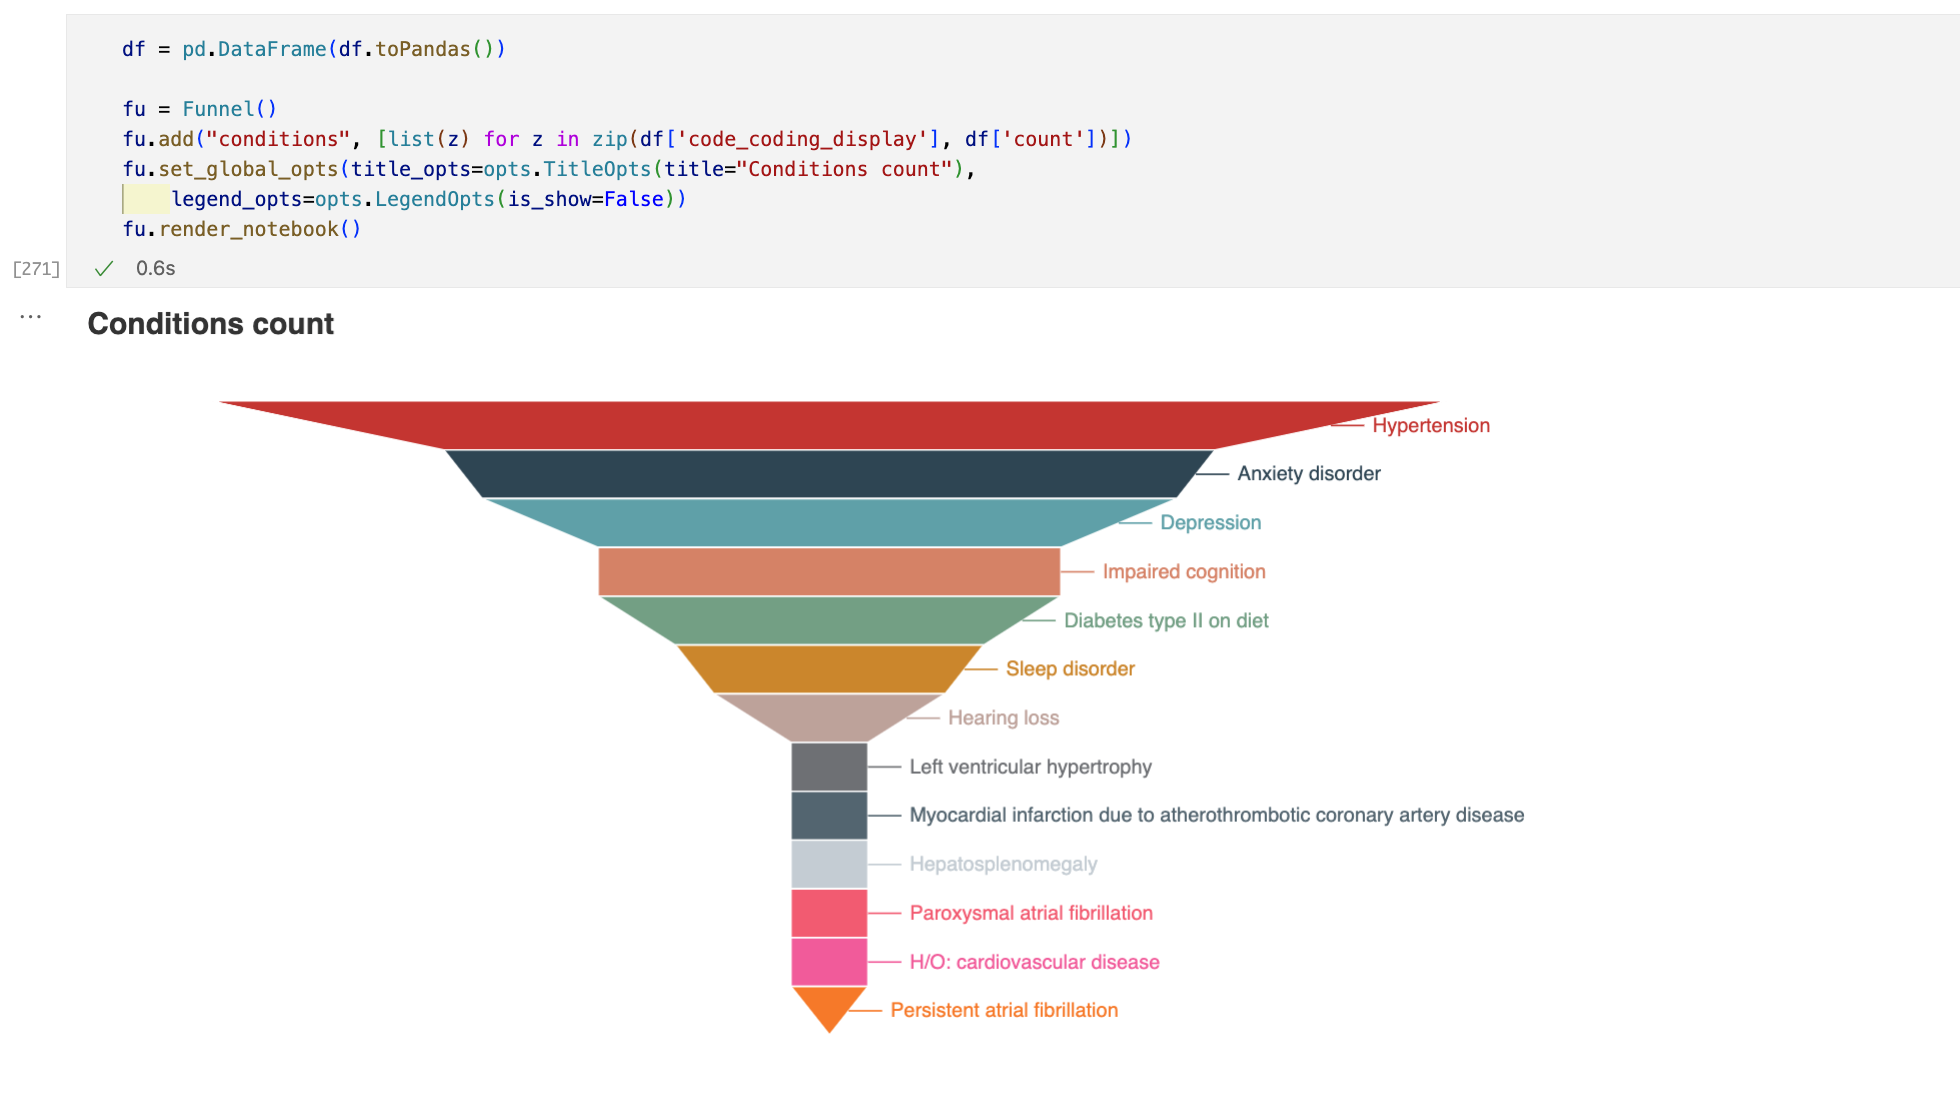 df = pd.DataFrame(df.toPandas())
fu = Funnel()
fu.add("conditions", [list(z) for z in zip(df['code_coding_display'], df['count'])])
fu.set_global_opts(title_opts=opts.TitleOpts(title="Conditions count"),
legend_opts=opts.LegendOpts(is_show=False))
fu.render_notebook()
[271] ✓ 0.6s
...
Conditions count
Hypertension
Anxiety disorder
Depression
Impaired cognition
Diabetes type II on diet
Sleep disorder
Hearing loss
Left ventricular hypertrophy
Myocardial infarction due to atherothrombotic coronary artery disease
Hepatosplenomegaly
Paroxysmal atrial fibrillation
H/O: cardiovascular disease
Persistent atrial fibrillation